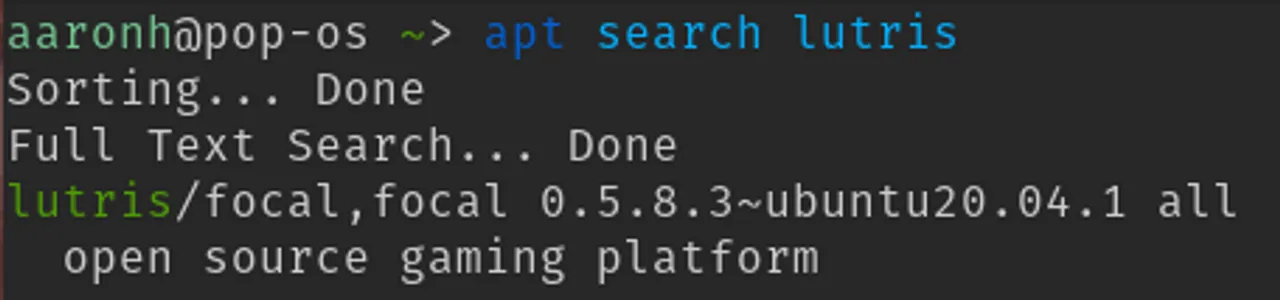 aaronh@pop-os ~> apt search lutris
Sorting... Done
Full Text Search... Done
lutris/focal,focal 0.5.8.3~ubuntu20.04.1 all
  open source gaming platform